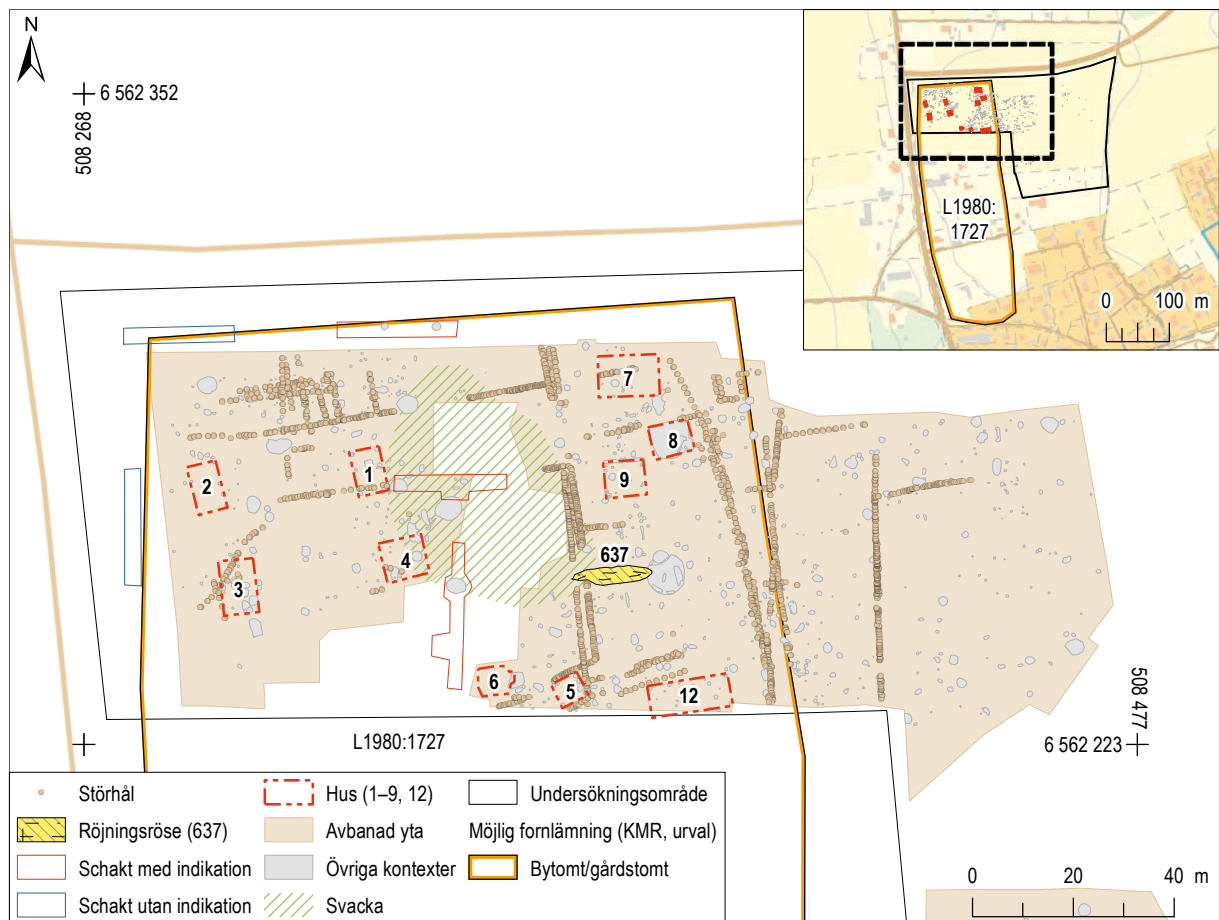 N
6 562 352
508 268
L1980:
1727
0 100 m
7
8
1
9
2
637
4
3
6
5
12
508 477
6 562 223
L1980:1727
Störhål
Röjningsröse (637)
Schakt med indikation
Schakt utan indikation
Hus (1–9, 12)
Avbanad yta
Övriga kontexter
Svacka
Undersökningsområde
Möjlig fornlämning (KMR, urval)
Bytomt/gårdstomt
0 20 40 m